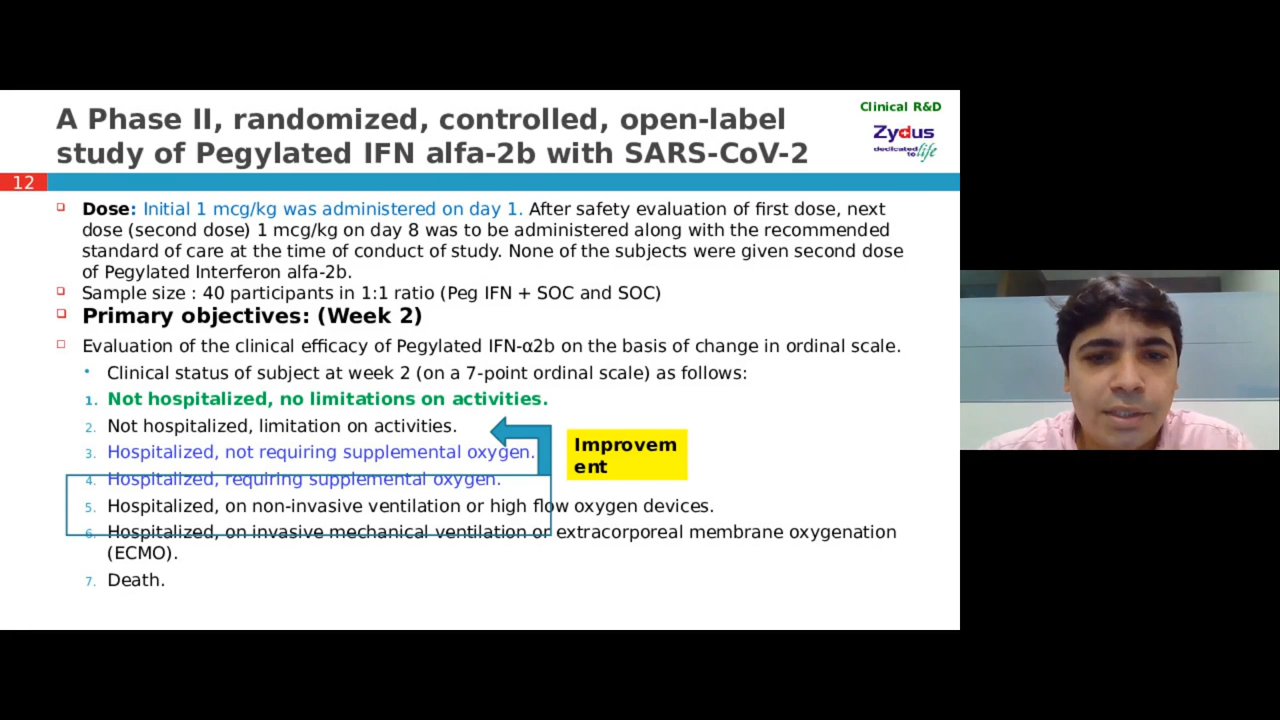 A Phase II, randomized, controlled, open-label
study of Pegylated IFN alfa-2b with SARS-CoV-2
Clinical R&D
Zydus
dedicated
to life
12
Dose: Initial 1 mcg/kg was administered on day 1. After safety evaluation of first dose, next
dose (second dose) 1 mcg/kg on day 8 was to be administered along with the recommended
standard of care at the time of conduct of study. None of the subjects were given second dose
of Pegylated Interferon alfa-2b.
Sample size : 40 participants in 1:1 ratio (Peg IFN + SOC and SOC)
Primary objectives: (Week 2)
Evaluation of the clinical efficacy of Pegylated IFN-α2b on the basis of change in ordinal scale.
• Clinical status of subject at week 2 (on a 7-point ordinal scale) as follows:
1. Not hospitalized, no limitations on activities.
2. Not hospitalized, limitation on activities.
3. Hospitalized, not requiring supplemental oxygen.
4. Hospitalized, requiring supplemental oxygen.
5. Hospitalized, on non-invasive ventilation or high flow oxygen devices.
6. Hospitalized, on invasive mechanical ventilation or extracorporeal membrane oxygenation
(ECMO).
7. Death.
Improvem
ent